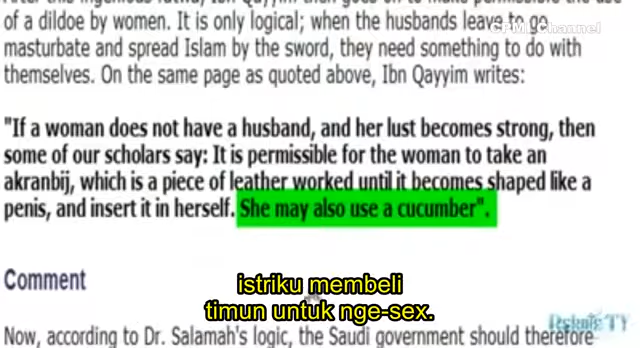 After this ingenious fatwa, Ibn Qayyim then goes on to make permissible the use
of a dildoe by women. It is only logical; when the husbands leave to go
CFM Channel
masturbate and spread Islam by the sword, they need something to do with
themselves. On the same page as quoted above, Ibn Qayyim writes:
"If a woman does not have a husband, and her lust becomes strong, then
some of our scholars say: It is permissible for the woman to take an
akranbij, which is a piece of leather worked until it becomes shaped like a
penis, and insert it in herself. She may also use a cucumber".
Comment
istriku membeli
timun untuk nge-sex.
Now, according to Dr. Salamah's logic, the Saudi government should therefore